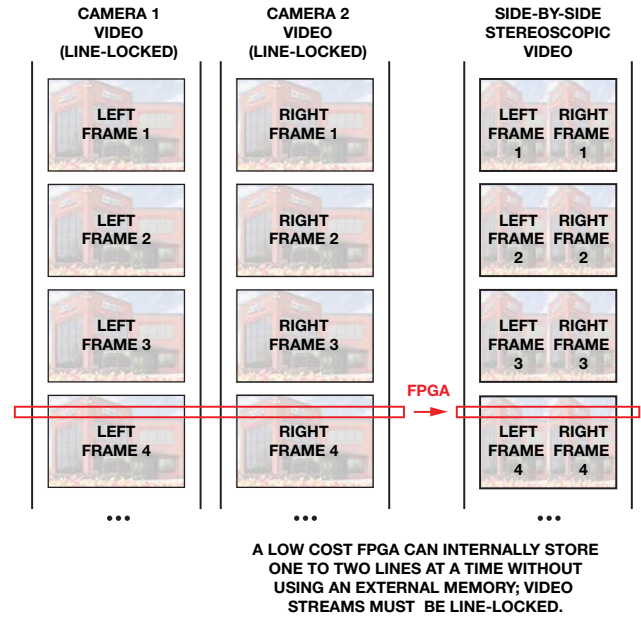 CAMERA 1
VIDEO
(LINE-LOCKED)
CAMERA 2
VIDEO
(LINE-LOCKED)
SIDE-BY-SIDE
STEREOSCOPIC
VIDEO
LEFT
FRAME 1
RIGHT
FRAME 1
LEFT
FRAME
1
RIGHT
FRAME
1
LEFT
FRAME 2
RIGHT
FRAME 2
LEFT
FRAME
2
RIGHT
FRAME
2
LEFT
FRAME 3
RIGHT
FRAME 3
LEFT
FRAME
3
RIGHT
FRAME
3
FPGA
LEFT
FRAME 4
RIGHT
FRAME 4
LEFT
FRAME
4
RIGHT
FRAME
4
...
...
...
A LOW COST FPGA CAN INTERNALLY STORE
ONE TO TWO LINES AT A TIME WITHOUT
USING AN EXTERNAL MEMORY; VIDEO
STREAMS MUST BE LINE-LOCKED.